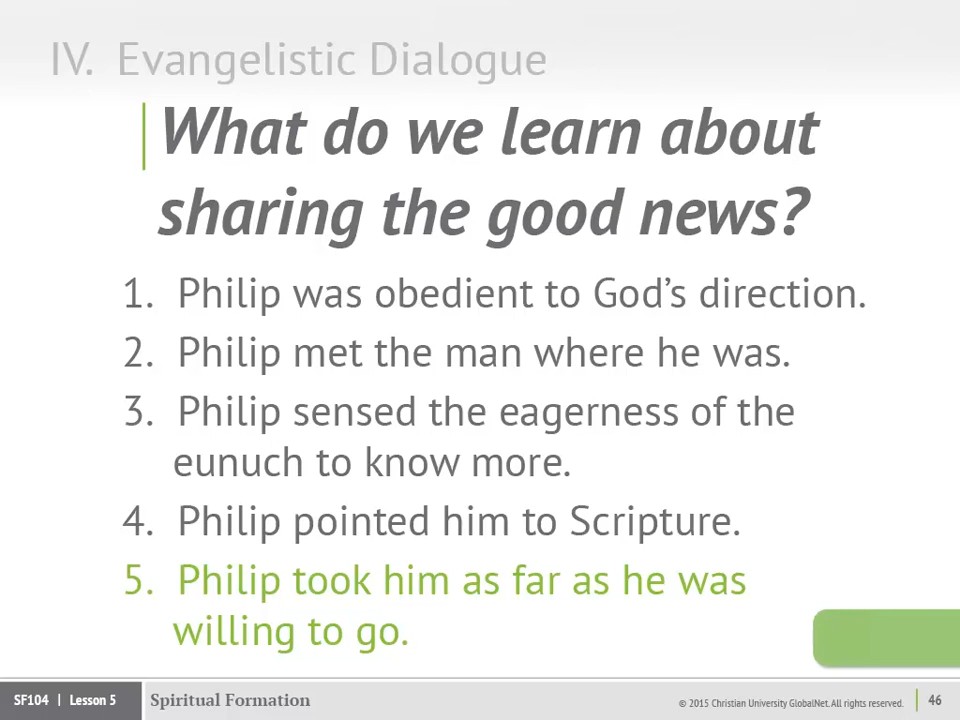 IV. Evangelistic Dialogue
What do we learn about
sharing the good news?
1. Philip was obedient to God's direction.
2. Philip met the man where he was.
3. Philip sensed the eagerness of the
eunuch to know more.
4. Philip pointed him to Scripture.
5. Philip took him as far as he was
willing to go.
SF104 | Lesson 5 Spiritual Formation © 2015 Christian University GlobalNet. All rights reserved. | 46